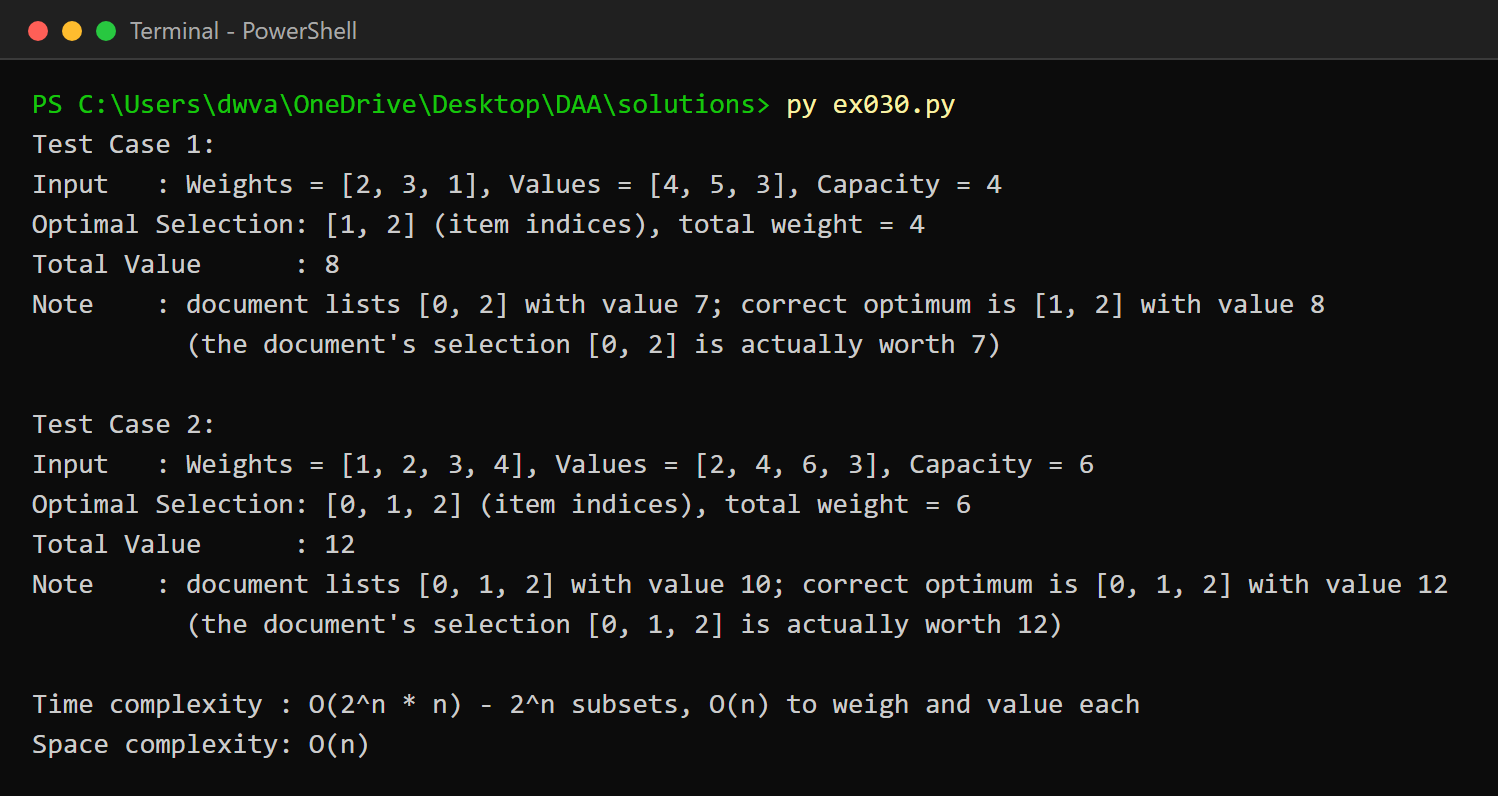 Terminal - PowerShell
PS C:\Users\dwva\OneDrive\Desktop\DAA\solutions> py ex030.py
Test Case 1:
Input   : Weights = [2, 3, 1], Values = [4, 5, 3], Capacity = 4
Optimal Selection: [1, 2] (item indices), total weight = 4
Total Value      : 8
Note    : document lists [0, 2] with value 7; correct optimum is [1, 2] with value 8
          (the document's selection [0, 2] is actually worth 7)
Test Case 2:
Input   : Weights = [1, 2, 3, 4], Values = [2, 4, 6, 3], Capacity = 6
Optimal Selection: [0, 1, 2] (item indices), total weight = 6
Total Value      : 12
Note    : document lists [0, 1, 2] with value 10; correct optimum is [0, 1, 2] with value 12
          (the document's selection [0, 1, 2] is actually worth 12)
Time complexity : O(2^n * n) - 2^n subsets, O(n) to weigh and value each
Space complexity: O(n)